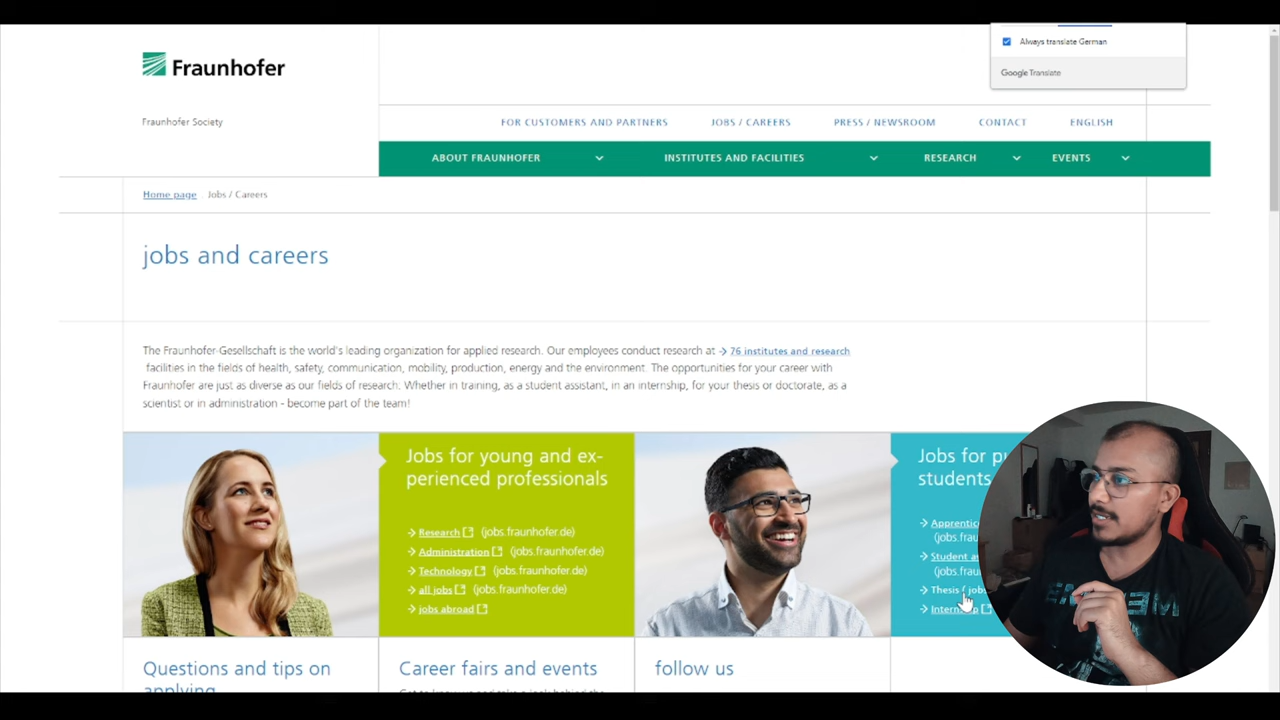 Always translate German
Google Translate
Fraunhofer
Fraunhofer Society
FOR CUSTOMERS AND PARTNERS JOBS / CAREERS PRESS / NEWSROOM CONTACT ENGLISH
ABOUT FRAUNHOFER INSTITUTES AND FACILITIES RESEARCH EVENTS
Home page Jobs / Careers
jobs and careers
The Fraunhofer-Gesellschaft is the world's leading organization for applied research. Our employees conduct research at → 76 institutes and research
facilities in the fields of health, safety, communication, mobility, production, energy and the environment. The opportunities for your career with
Fraunhofer are just as diverse as our fields of research: Whether in training, as a student assistant, in an internship, for your thesis or doctorate, as a
scientist or in administration - become part of the team!
Jobs for young and ex-
perienced professionals
→ Research (jobs.fraunhofer.de)
→ Administration (jobs.fraunhofer.de)
→ Technology (jobs.fraunhofer.de)
→ all jobs (jobs.fraunhofer.de)
→ jobs abroad
Jobs for
students
→ Student
→ Thesis
Questions and tips on
applying
Career fairs and events
follow us